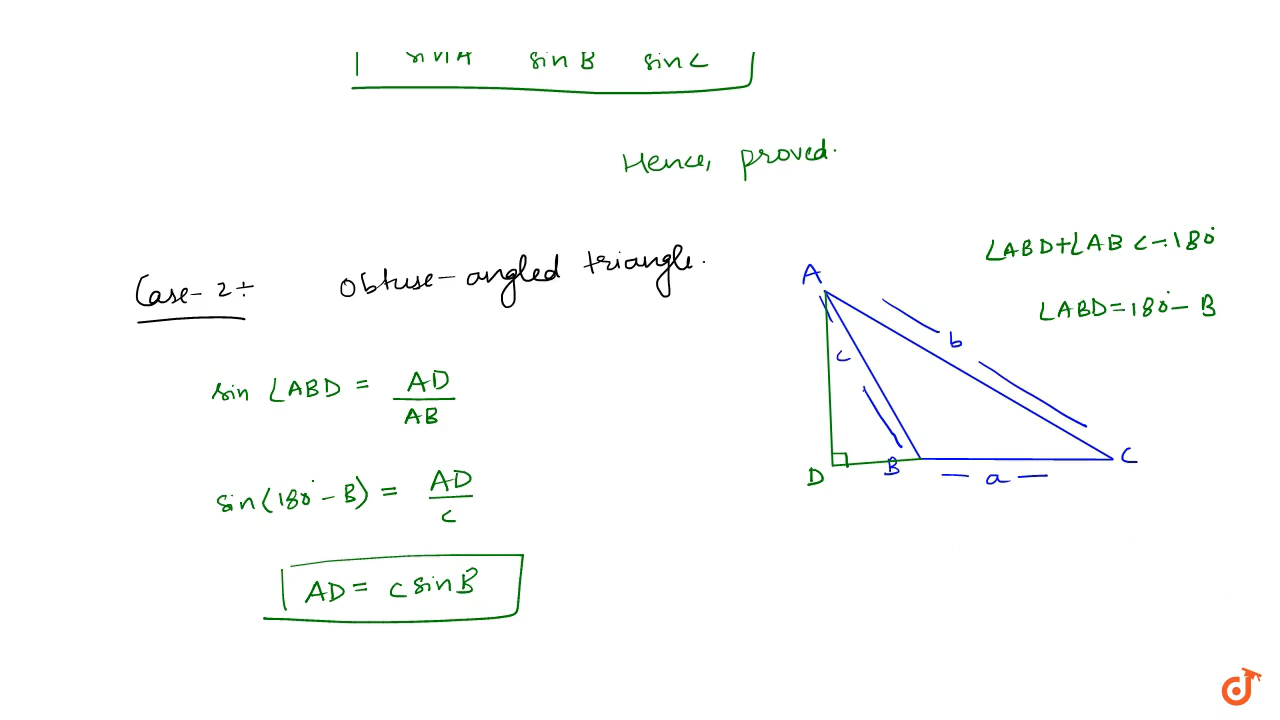 sin A sin B sin C
Hence, proved.
∠ABD+∠ABC=180°
Case-2÷ Obtuse-angled triangle.
A
∠ABD=180°-B
b
c
sin ∠ABD = AD/AB
B
C
D
a
sin(180°-B) = AD/c
AD = c sin B